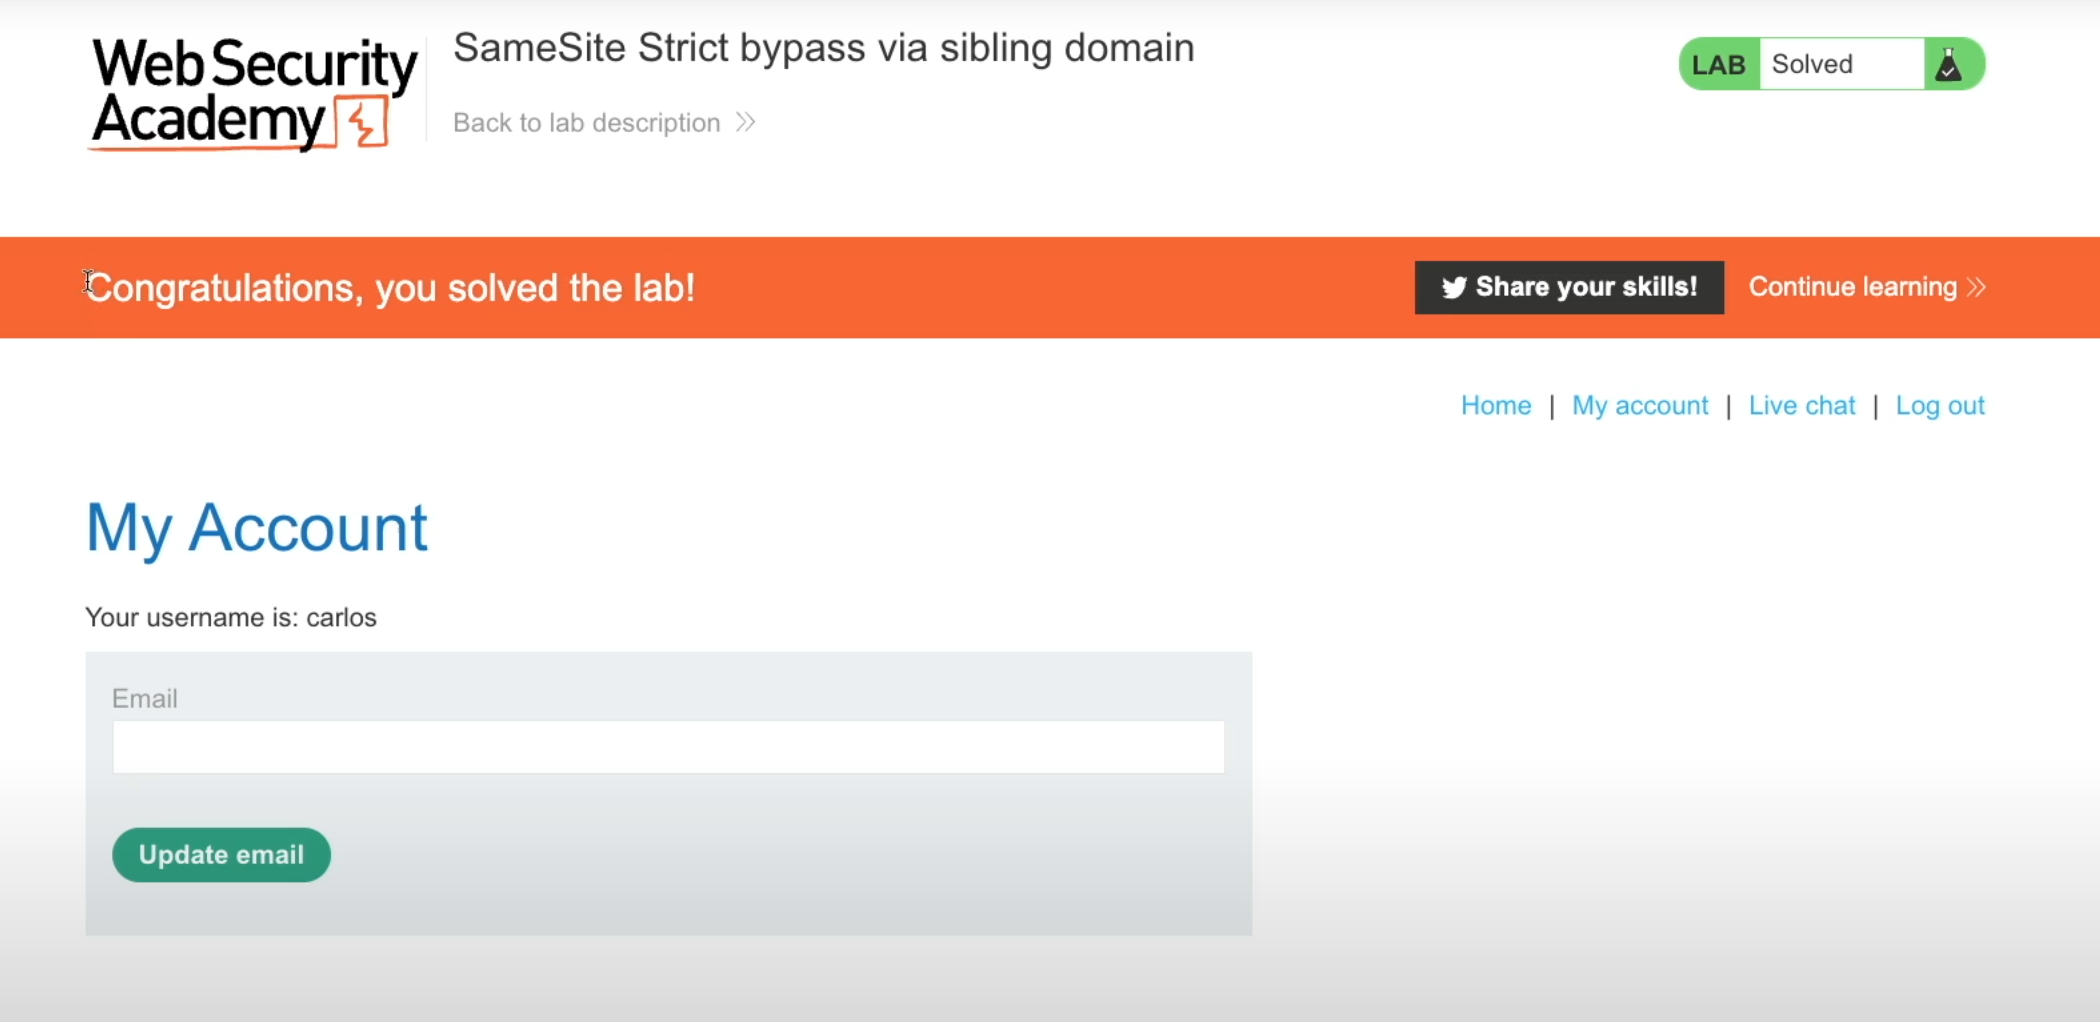 Web Security
Academy
SameSite Strict bypass via sibling domain
Back to lab description
LAB Solved
Congratulations, you solved the lab!
Share your skills!
Continue learning
Home | My account | Live chat | Log out
My Account
Your username is: carlos
Email
Update email